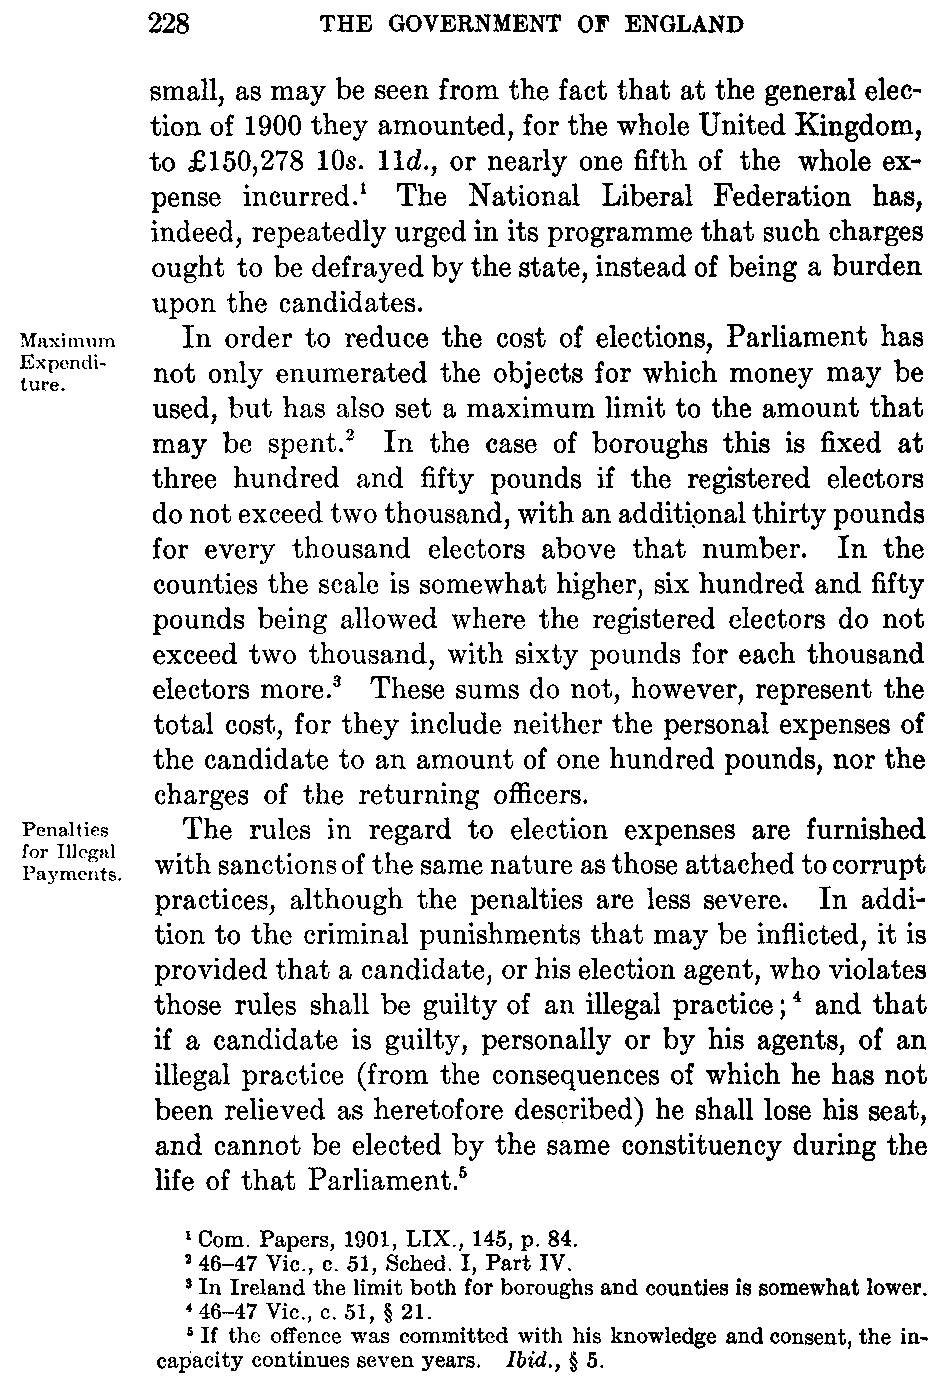 228 THE GOVERNMENT OF ENGLAND
small, as may be seen from the fact that at the general elec-
tion of 1900 they amounted, for the whole United Kingdom,
to £150,278 10s. 11d., or nearly one fifth of the whole ex-
pense incurred.¹ The National Liberal Federation has,
indeed, repeatedly urged in its programme that such charges
ought to be defrayed by the state, instead of being a burden
upon the candidates.
Maximum
Expendi-
ture.
In order to reduce the cost of elections, Parliament has
not only enumerated the objects for which money may be
used, but has also set a maximum limit to the amount that
may be spent.² In the case of boroughs this is fixed at
three hundred and fifty pounds if the registered electors
do not exceed two thousand, with an additional thirty pounds
for every thousand electors above that number. In the
counties the scale is somewhat higher, six hundred and fifty
pounds being allowed where the registered electors do not
exceed two thousand, with sixty pounds for each thousand
electors more.³ These sums do not, however, represent the
total cost, for they include neither the personal expenses of
the candidate to an amount of one hundred pounds, nor the
charges of the returning officers.
Penalties
for Illegal
Payments.
The rules in regard to election expenses are furnished
with sanctions of the same nature as those attached to corrupt
practices, although the penalties are less severe. In addi-
tion to the criminal punishments that may be inflicted, it is
provided that a candidate, or his election agent, who violates
those rules shall be guilty of an illegal practice;⁴ and that
if a candidate is guilty, personally or by his agents, of an
illegal practice (from the consequences of which he has not
been relieved as heretofore described) he shall lose his seat,
and cannot be elected by the same constituency during the
life of that Parliament.⁵
¹ Com. Papers, 1901, LIX., 145, p. 84.
² 46–47 Vic., c. 51, Sched. I, Part IV.
³ In Ireland the limit both for boroughs and counties is somewhat lower.
⁴ 46–47 Vic., c. 51, § 21.
⁵ If the offence was committed with his knowledge and consent, the in-
capacity continues seven years. Ibid., § 5.